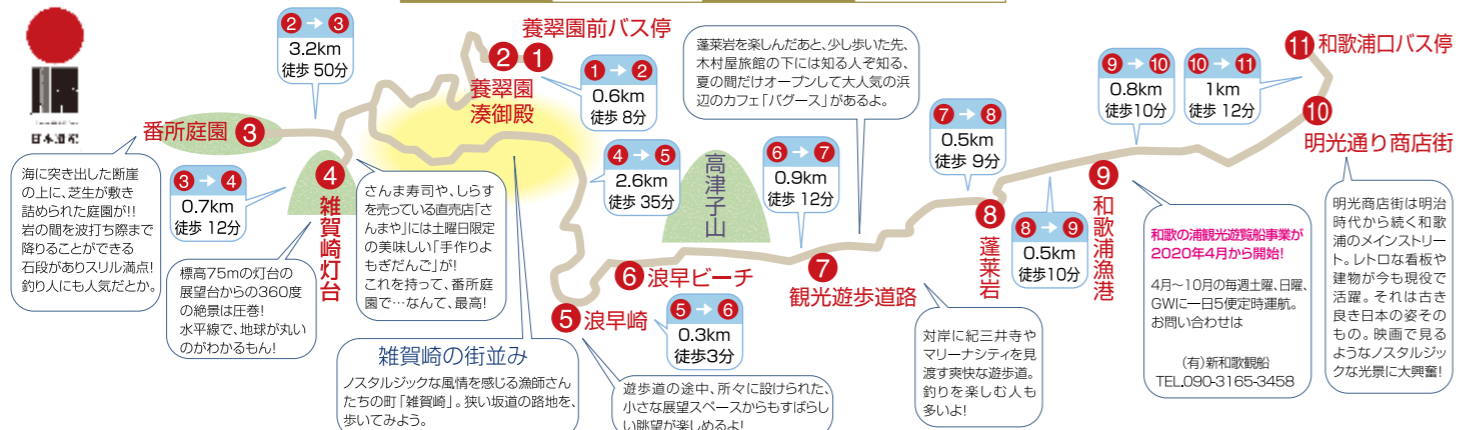 日本遺産
② → ③
3.2km
徒歩 50分
養翠園前バス停
② ①
養翠園
湊御殿
① → ②
0.6km
徒歩 8分
蓬莱岩を楽しんだあと、少し歩いた先、
木村屋旅館の下には知る人ぞ知る、
夏の間だけオープンして大人気の浜
辺のカフェ「バグース」があるよ。
⑨ → ⑩
0.8km
徒歩10分
⑩ → ⑪
1km
徒歩 12分
⑪ 和歌浦口バス停
⑩
明光通り商店街
番所庭園 ③
海に突き出した断崖
の上に、芝生が敷き
詰められた庭園が!!
岩の間を波打ち際まで
降りることができる
石段がありスリル満点!
釣り人にも人気だとか。
③ → ④
0.7km
徒歩 12分
④
雑賀崎灯台
標高75mの灯台の
展望台からの360度
の絶景は圧巻!
水平線で、地球が丸い
のがわかるもん!
さんま寿司や、しらす
を売っている直売店「さ
んまや」には土曜日限定
の美味しい「手作りよ
もぎだんご」が!
これを持って、番所庭
園で…なんて、最高!
雑賀崎の街並み
ノスタルジックな風情を感じる漁師さん
たちの町「雑賀崎」。狭い坂道の路地を、
歩いてみよう。
④ → ⑤
2.6km
徒歩 35分
高津子山
⑥ → ⑦
0.9km
徒歩 12分
⑦ → ⑧
0.5km
徒歩 9分
⑥ 浪早ビーチ
⑤ 浪早崎
⑤ → ⑥
0.3km
徒歩3分
遊歩道の途中、所々に設けられた、
小さな展望スペースからもすばらし
い眺望が楽しめるよ!
⑦
観光遊歩道路
対岸に紀三井寺や
マリーナシティを見
渡す爽快な遊歩道。
釣りを楽しむ人も
多いよ!
⑧
蓬莱岩
⑧ → ⑨
0.5km
徒歩10分
⑨
和歌浦漁港
和歌の浦観光遊覧船事業が
2020年4月から開始!
4月~10月の毎週土曜、日曜、
GWに一日5便定時運航。
お問い合わせは
(有)新和歌観船
TEL.090-3165-3458
明光商店街は明治
時代から続く和歌
浦のメインストリー
ト。レトロな看板や
建物が今も現役で
活躍。それは古き
良き日本の姿その
もの。映画で見る
ようなノスタルジッ
クな光景に大興奮!